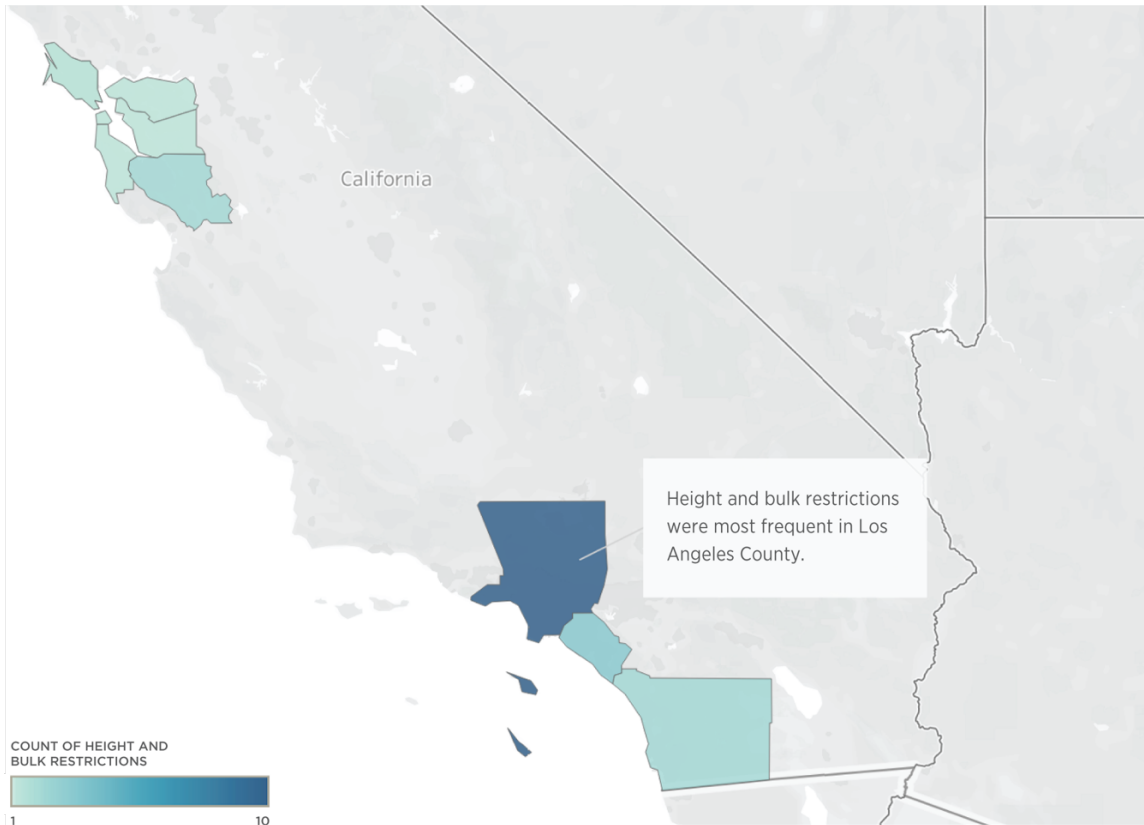 California
Height and bulk restrictions
were most frequent in Los
Angeles County.
COUNT OF HEIGHT AND
BULK RESTRICTIONS
1 10